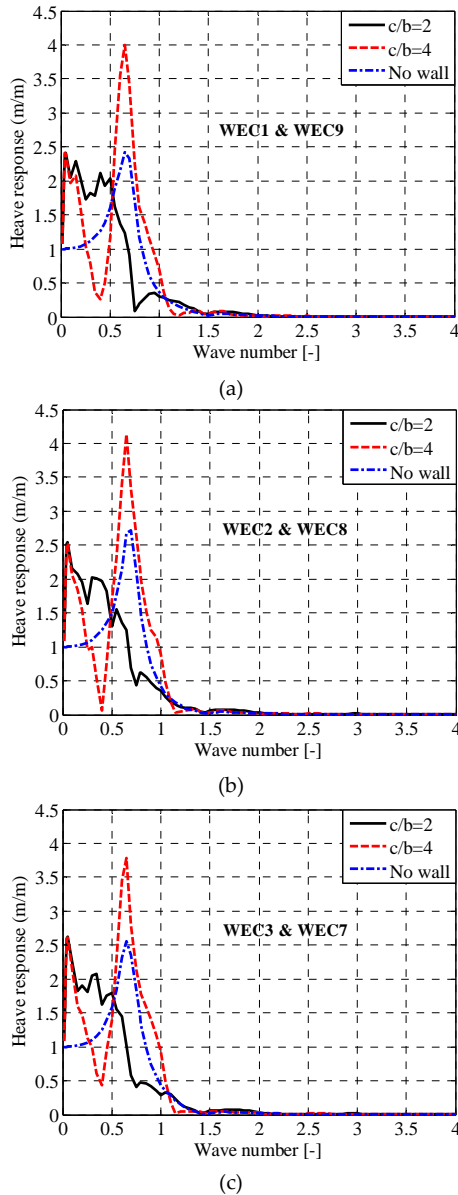 4.5
4
3.5
3
2.5
2
1.5
1
0.5
0
Heave response (m/m)
c/b=2
c/b=4
No wall
WEC1 & WEC9
0 0.5 1 1.5 2 2.5 3 3.5 4
Wave number [-]
(a)
4.5
4
3.5
3
2.5
2
1.5
1
0.5
0
Heave response (m/m)
c/b=2
c/b=4
No wall
WEC2 & WEC8
0 0.5 1 1.5 2 2.5 3 3.5 4
Wave number [-]
(b)
4.5
4
3.5
3
2.5
2
1.5
1
0.5
0
Heave response (m/m)
c/b=2
c/b=4
No wall
WEC3 & WEC7
0 0.5 1 1.5 2 2.5 3 3.5 4
Wave number [-]
(c)